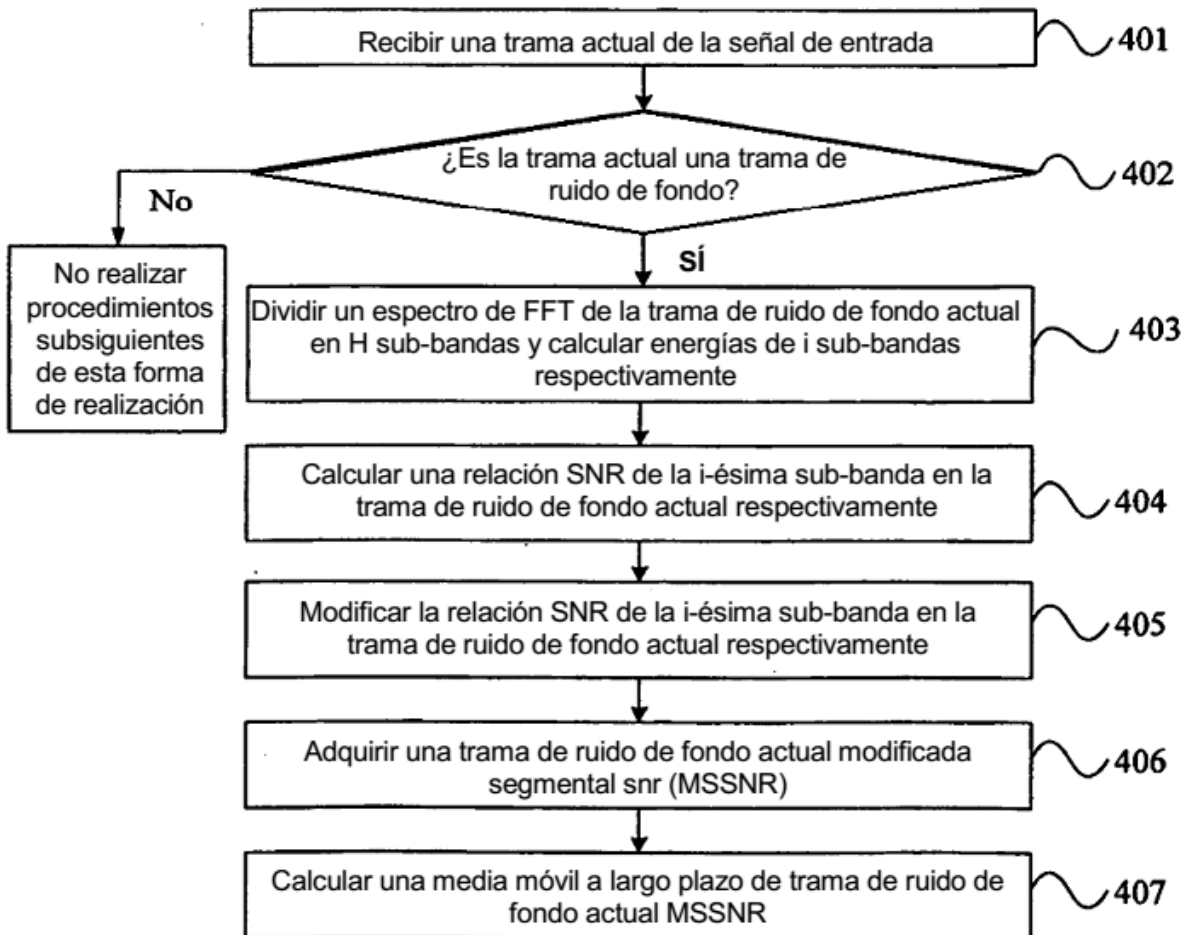 Recibir una trama actual de la señal de entrada
401
¿Es la trama actual una trama de
ruido de fondo?
402
No
SÍ
No realizar
procedimientos
subsiguientes
de esta forma
de realización
Dividir un espectro de FFT de la trama de ruido de fondo actual
en H sub-bandas y calcular energías de i sub-bandas
respectivamente
403
Calcular una relación SNR de la i-ésima sub-banda en la
trama de ruido de fondo actual respectivamente
404
Modificar la relación SNR de la i-ésima sub-banda en la
trama de ruido de fondo actual respectivamente
405
Adquirir una trama de ruido de fondo actual modificada
segmental snr (MSSNR)
406
Calcular una media móvil a largo plazo de trama de ruido de
fondo actual MSSNR
407